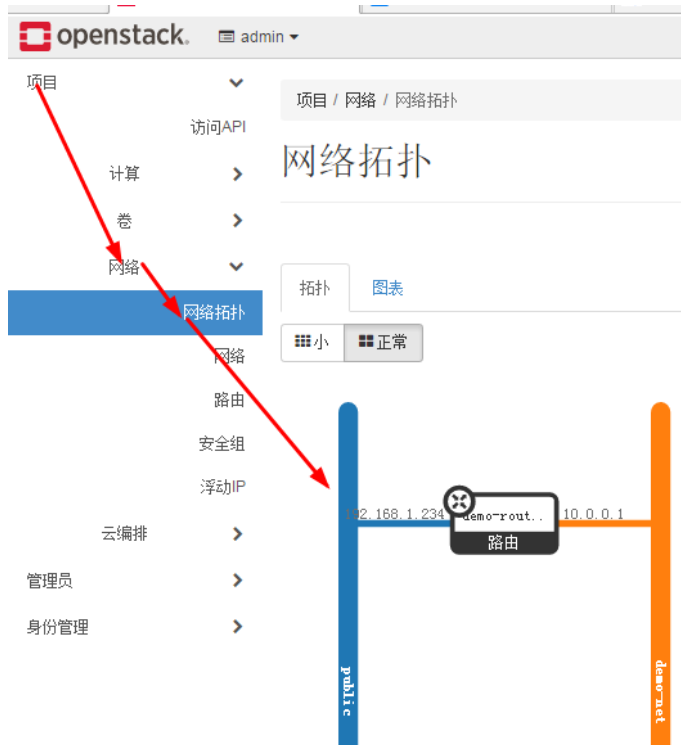 openstack. admin
项目
访问API
计算
卷
网络
网络拓扑
网络
路由
安全组
浮动IP
云编排
管理员
身份管理
项目 / 网络 / 网络拓扑
网络拓扑
拓扑 图表
小 正常
192.168.1.234 demo-rout.. 10.0.0.1
路由
public
demo-net